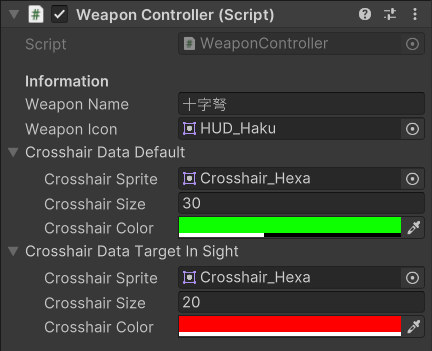 Weapon Controller (Script)
Script WeaponController
Information
Weapon Name 十字弩
Weapon Icon HUD_Haku
Crosshair Data Default
Crosshair Sprite Crosshair_Hexa
Crosshair Size 30
Crosshair Color
Crosshair Data Target In Sight
Crosshair Sprite Crosshair_Hexa
Crosshair Size 20
Crosshair Color